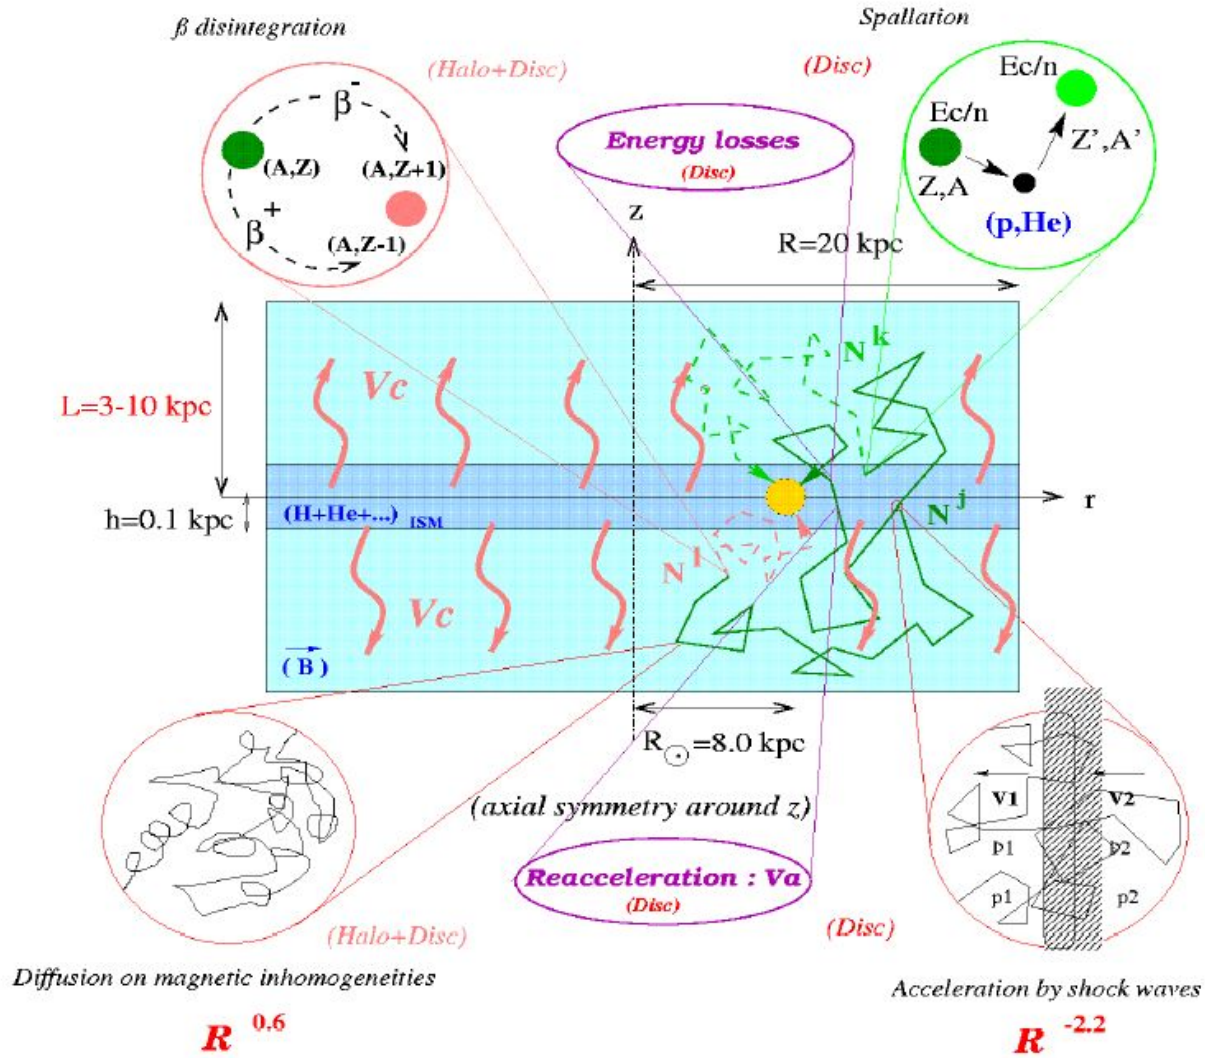 β disintegration
Spallation
(Halo+Disc)
(Disc)
β-
(A,Z)
(A,Z+1)
β+
(A,Z-1)
Energy losses
(Disc)
Ec/n
Ec/n
Z',A'
Z,A
(p,He)
z
R=20 kpc
Vc
N k
L=3-10 kpc
h=0.1 kpc
(H+He+...) ISM
r
N j
N l
Vc
(B)
R☉=8.0 kpc
(axial symmetry around z)
V1
V2
p1
p2
p1
p2
Reacceleration : Va
(Disc)
(Halo+Disc)
(Disc)
Diffusion on magnetic inhomogeneities
Acceleration by shock waves
R 0.6
R -2.2